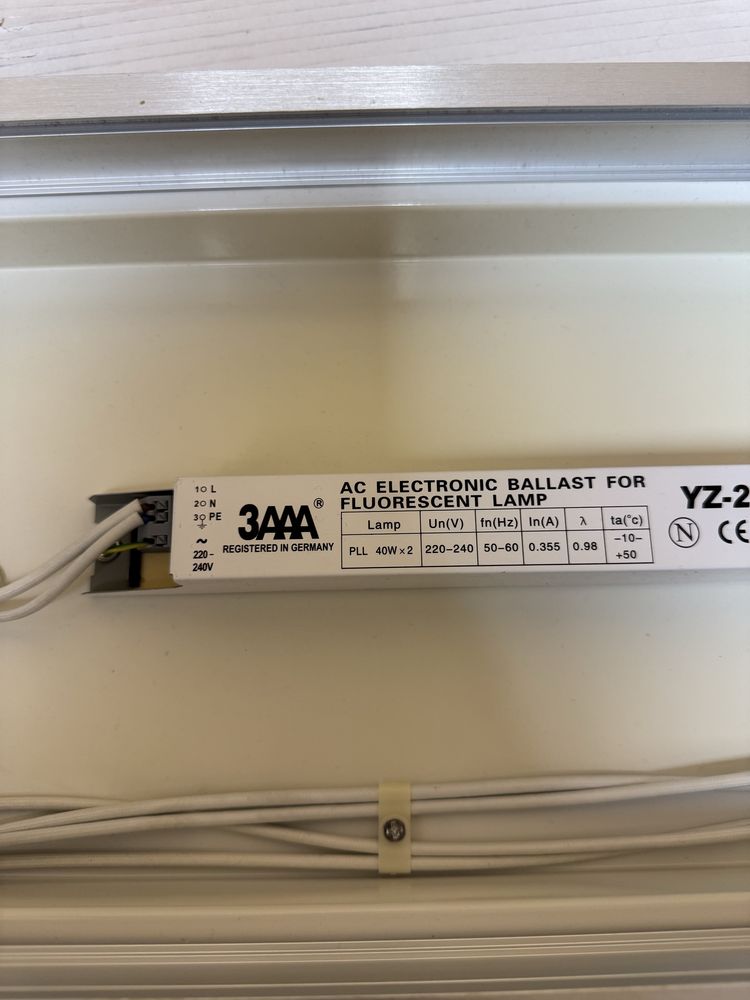 1○ L
2○ N
3○ PE
~
220-
240V
3AAA®
REGISTERED IN GERMANY
AC ELECTRONIC BALLAST FOR
FLUORESCENT LAMP
Lamp Un(V) fn(Hz) In(A) λ ta(°c)
PLL 40W×2 220-240 50-60 0.355 0.98 -10-+50
YZ-2
N CE